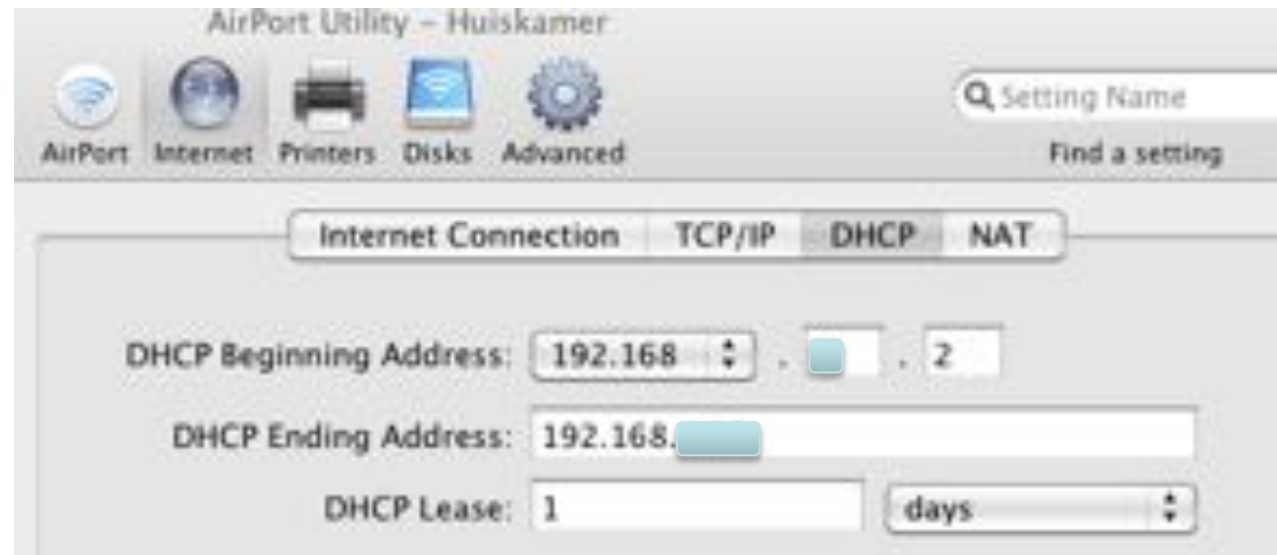 AirPort Utility – Huiskamer
Setting Name
AirPort Internet Printers Disks Advanced Find a setting
Internet Connection TCP/IP DHCP NAT
DHCP Beginning Address: 192.168 . . 2
DHCP Ending Address: 192.168.
DHCP Lease: 1 days